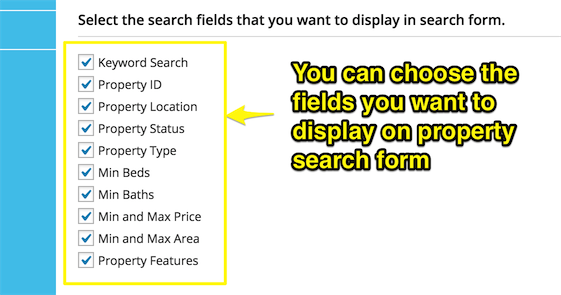 Select the search fields that you want to display in search form.
Keyword Search
Property ID
Property Location
Property Status
Property Type
Min Beds
Min Baths
Min and Max Price
Min and Max Area
Property Features
You can choose the
fields you want to
display on property
search form